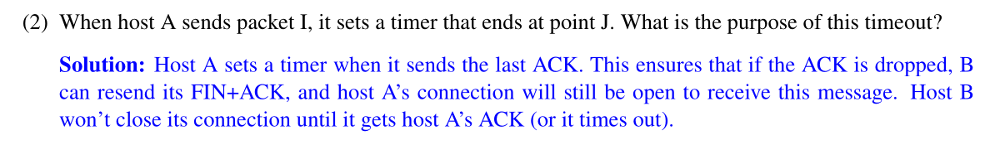 (2) When host A sends packet I, it sets a timer that ends at point J. What is the purpose of this timeout?
Solution: Host A sets a timer when it sends the last ACK. This ensures that if the ACK is dropped, B
can resend its FIN+ACK, and host A’s connection will still be open to receive this message. Host B
won’t close its connection until it gets host A’s ACK (or it times out).